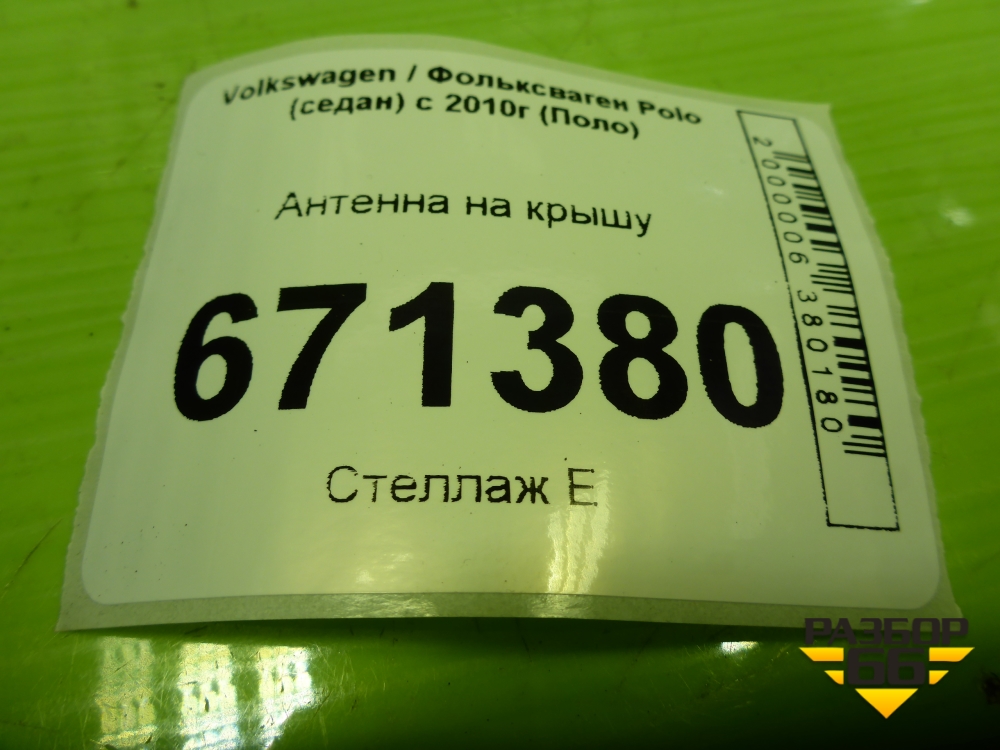 Volkswagen / Фольксваген Polo
(седан) с 2010г (Поло)
Антенна на крышу
671380
Стеллаж Е
2000006380180
РАЗБОР
66